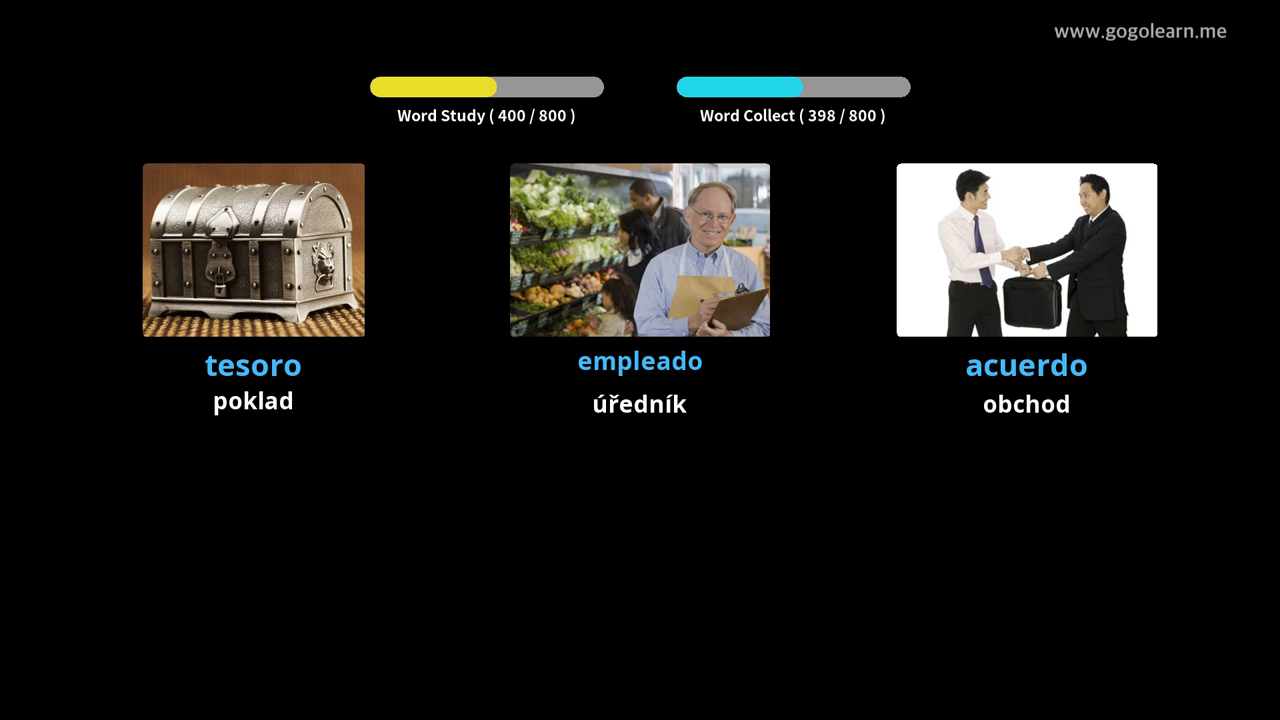 www.gogolearn.me
Word Study ( 400 / 800 )
Word Collect ( 398 / 800 )
tesoro
poklad
empleado
úředník
acuerdo
obchod